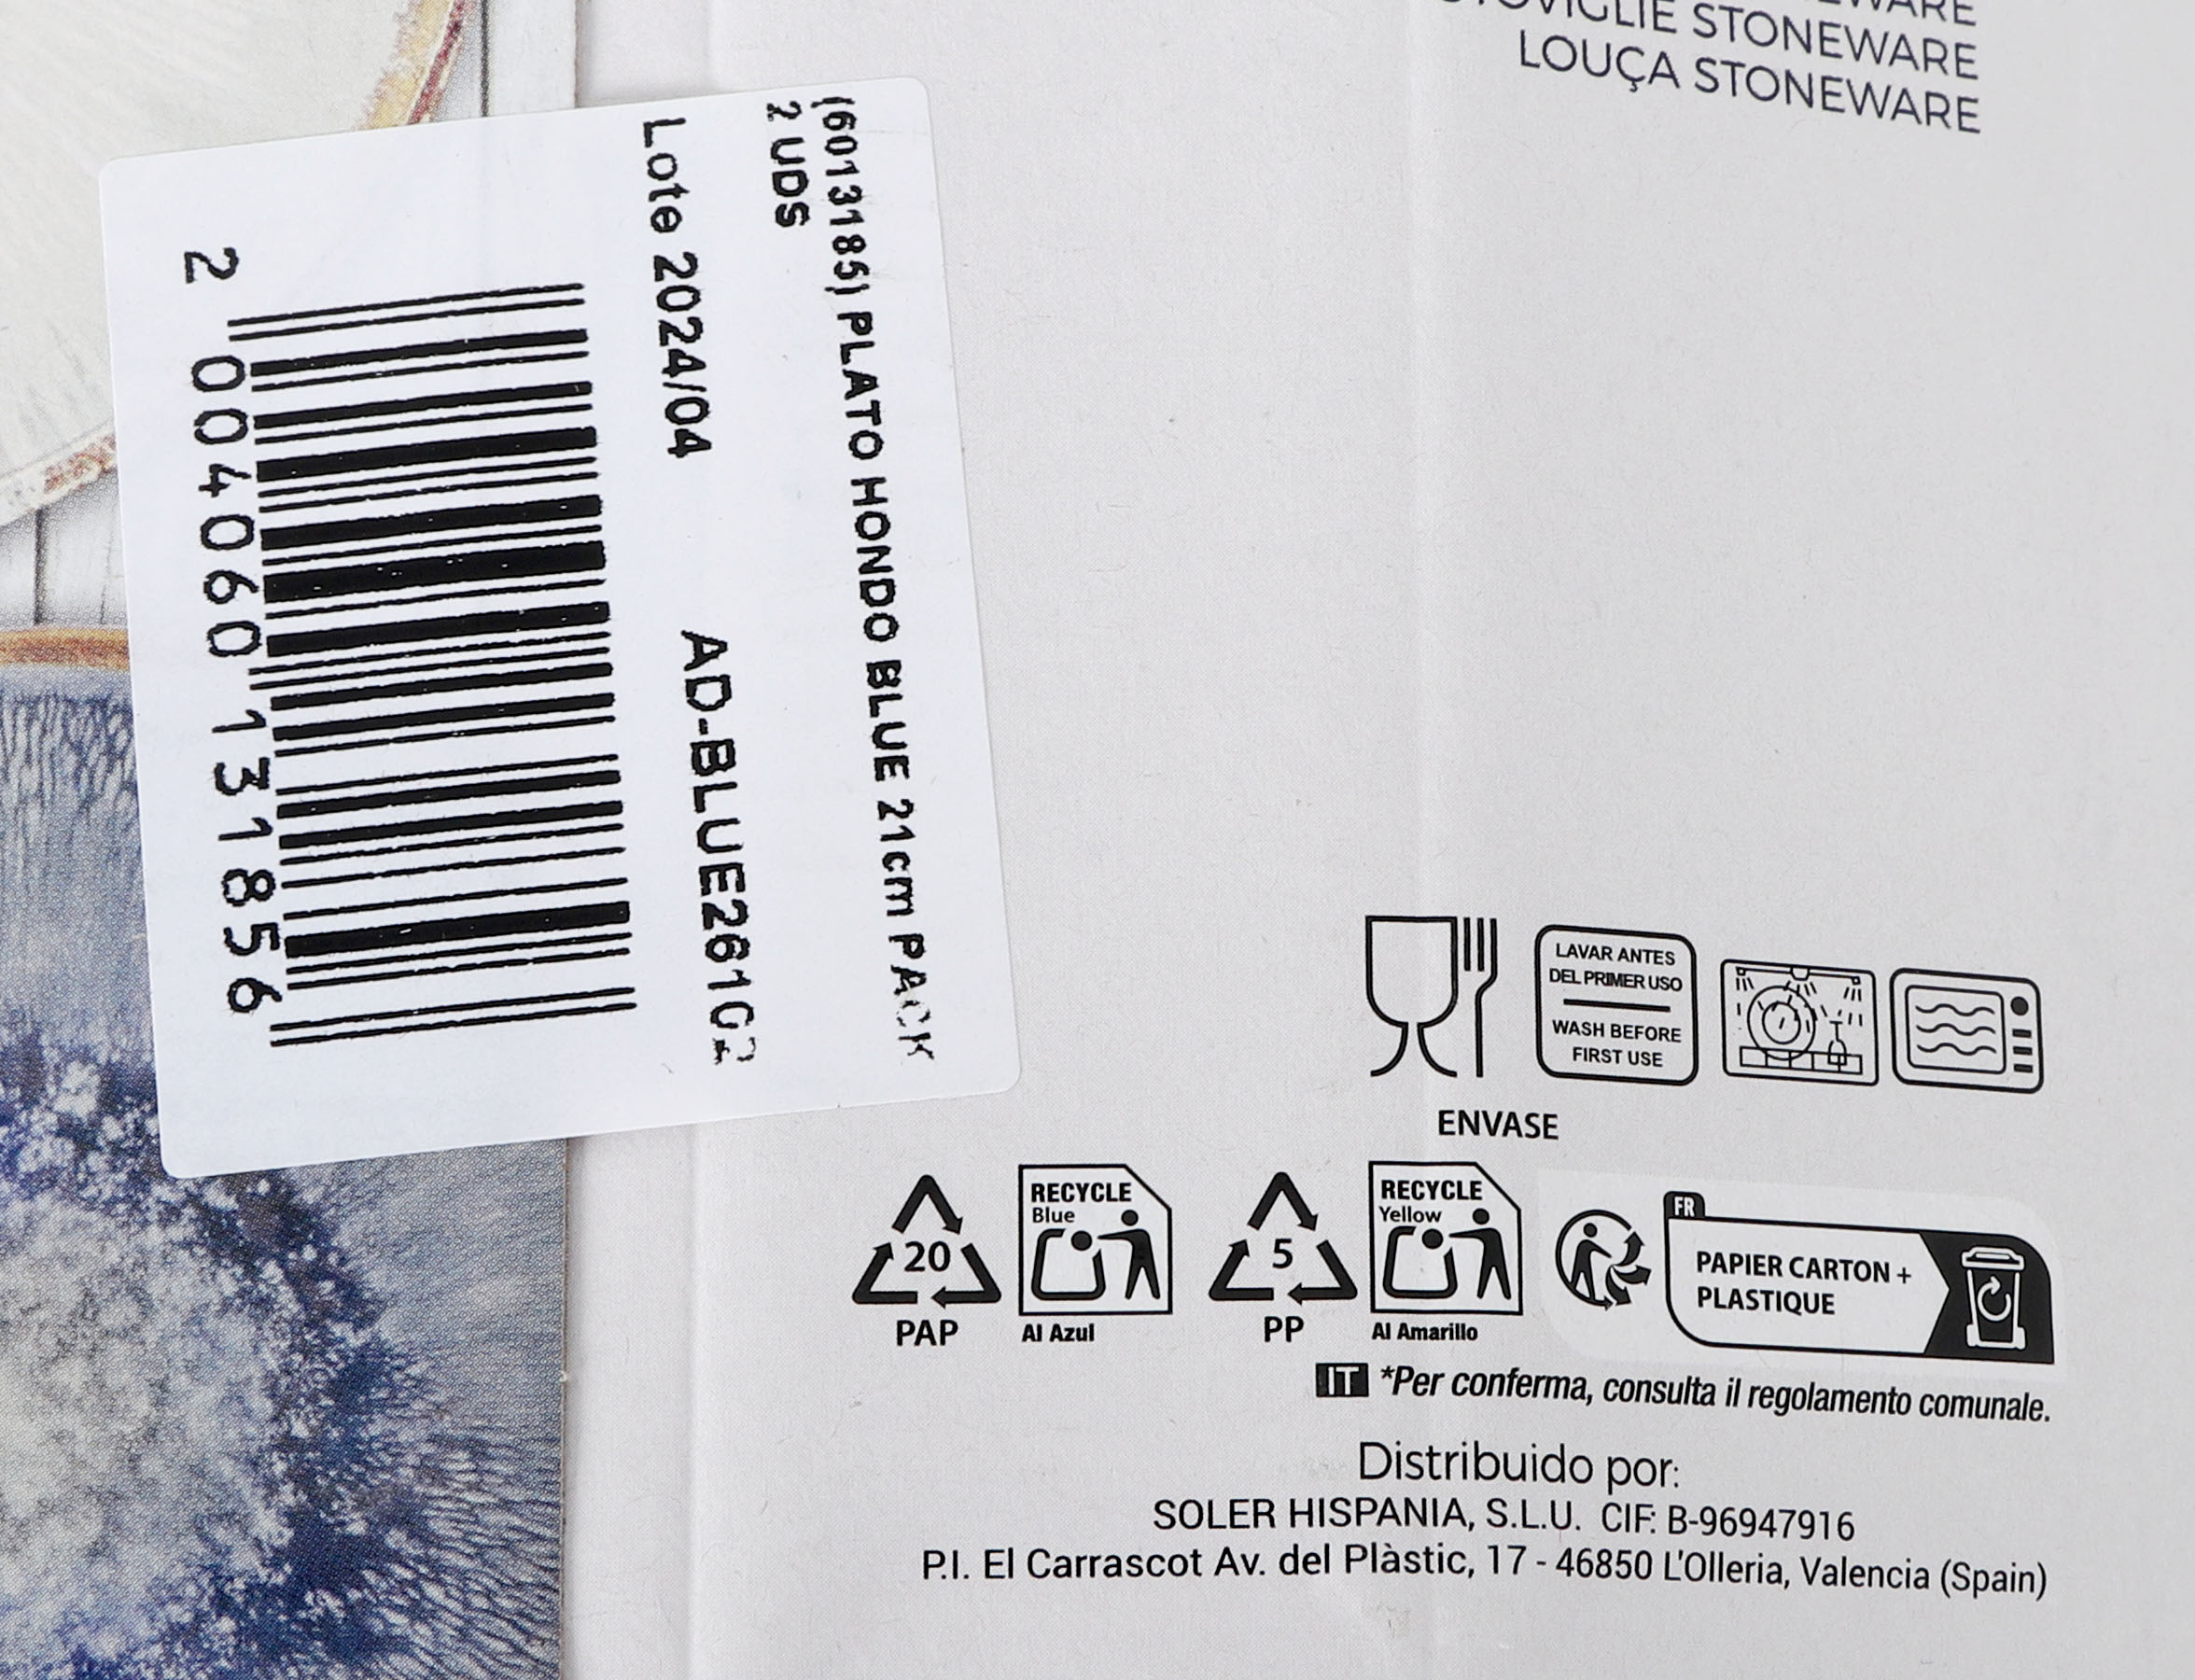 STONEWARE
LOUÇA STONEWARE
(6013185) PLATO HONDO BLUE 21cm PACK
2 UDS
Lote 2024/04 AD-BLUE261G2
2 004060 131856
LAVAR ANTES
DEL PRIMER USO
WASH BEFORE
FIRST USE
ENVASE
20
PAP
RECYCLE
Blue
Al Azul
5
PP
RECYCLE
Yellow
Al Amarillo
FR
PAPIER CARTON +
PLASTIQUE
IT *Per conferma, consulta il regolamento comunale.
Distribuido por:
SOLER HISPANIA, S.L.U. CIF: B-96947916
P.I. El Carrascot Av. del Plàstic, 17 - 46850 L'Olleria, Valencia (Spain)